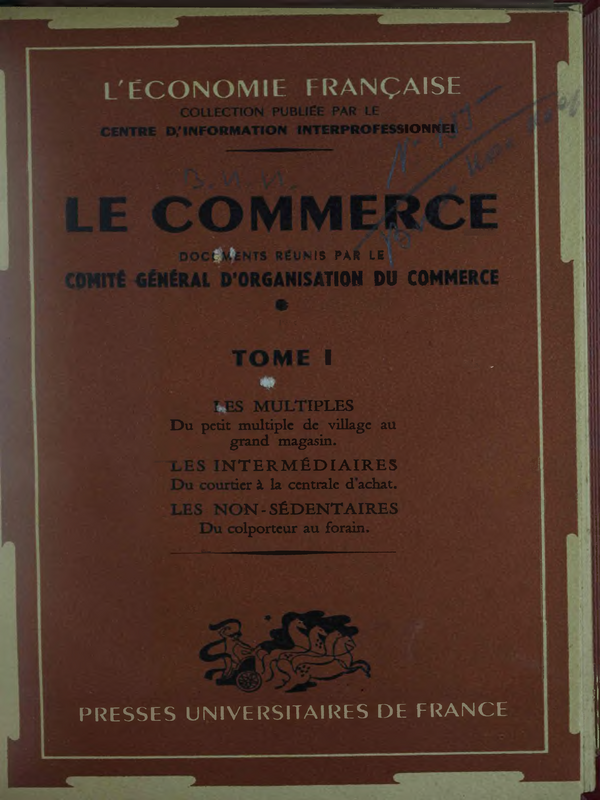 L'ÉCONOMIE FRANÇAISE
COLLECTION PUBLIÉE PAR LE
CENTRE D'INFORMATION INTERPROFESSIONNEL
LE COMMERCE
DOCUMENTS RÉUNIS PAR LE
COMITÉ GÉNÉRAL D'ORGANISATION DU COMMERCE
TOME I
LES MULTIPLES
Du petit multiple de village au
grand magasin.
LES INTERMÉDIAIRES
Du courtier à la centrale d'achat.
LES NON-SÉDENTAIRES
Du colporteur au forain.
PRESSES UNIVERSITAIRES DE FRANCE